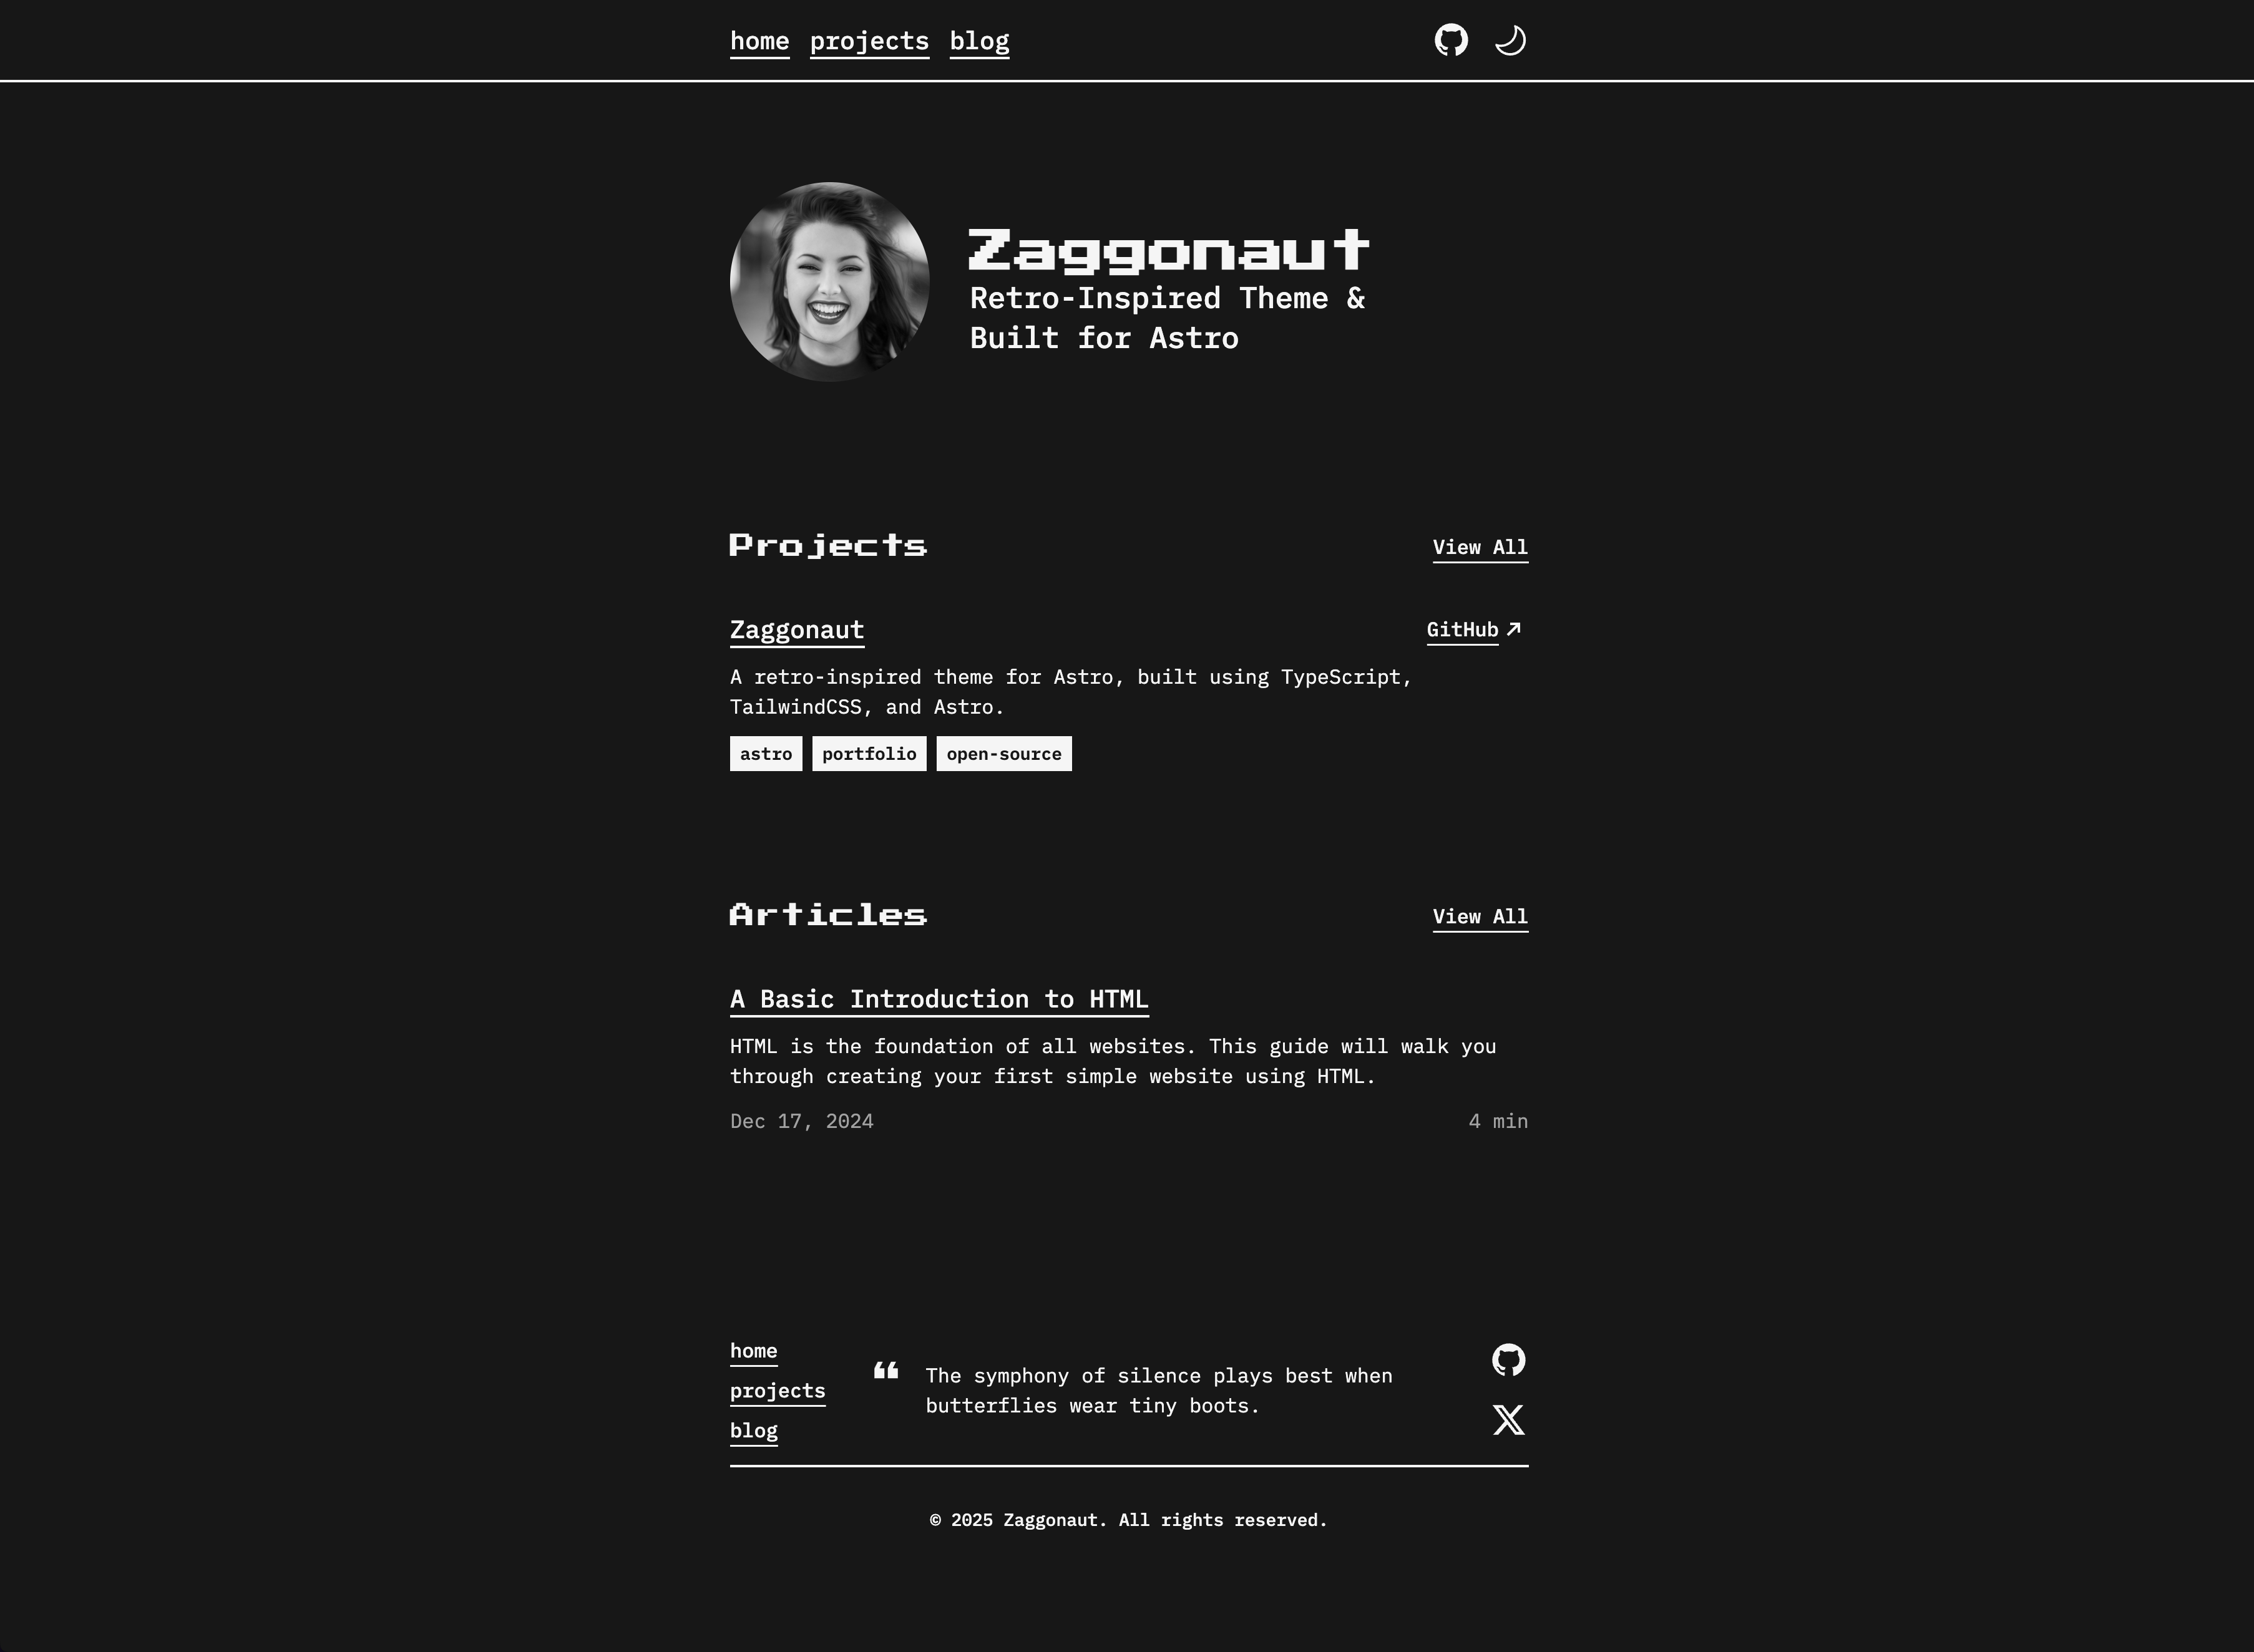 home projects blog
Zaggonaut
Retro-Inspired Theme &
Built for Astro
Projects
View All
Zaggonaut
GitHub
A retro-inspired theme for Astro, built using TypeScript,
TailwindCSS, and Astro.
astro portfolio open-source
Articles
View All
A Basic Introduction to HTML
HTML is the foundation of all websites. This guide will walk you
through creating your first simple website using HTML.
Dec 17, 2024
4 min
home
projects
blog
❝ The symphony of silence plays best when
butterflies wear tiny boots.
© 2025 Zaggonaut. All rights reserved.